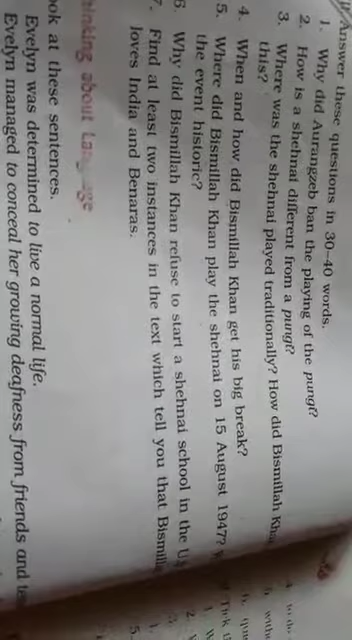 Answer these questions in 30–40 words.
1. Why did Aurangzeb ban the playing of the pungi?
2. How is a shehnai different from a pungi?
3. Where was the shehnai played traditionally? How did Bismillah Kha
this?
4. When and how did Bismillah Khan get his big break?
5. Where did Bismillah Khan play the shehnai on 15 August 1947?
the event historic?
6. Why did Bismillah Khan refuse to start a shehnai school in the U
7. Find at least two instances in the text which tell you that Bismilla
loves India and Benaras.
hinking about Language
ook at these sentences.
Evelyn was determined to live a normal life.
Evelyn managed to conceal her growing deafness from friends and